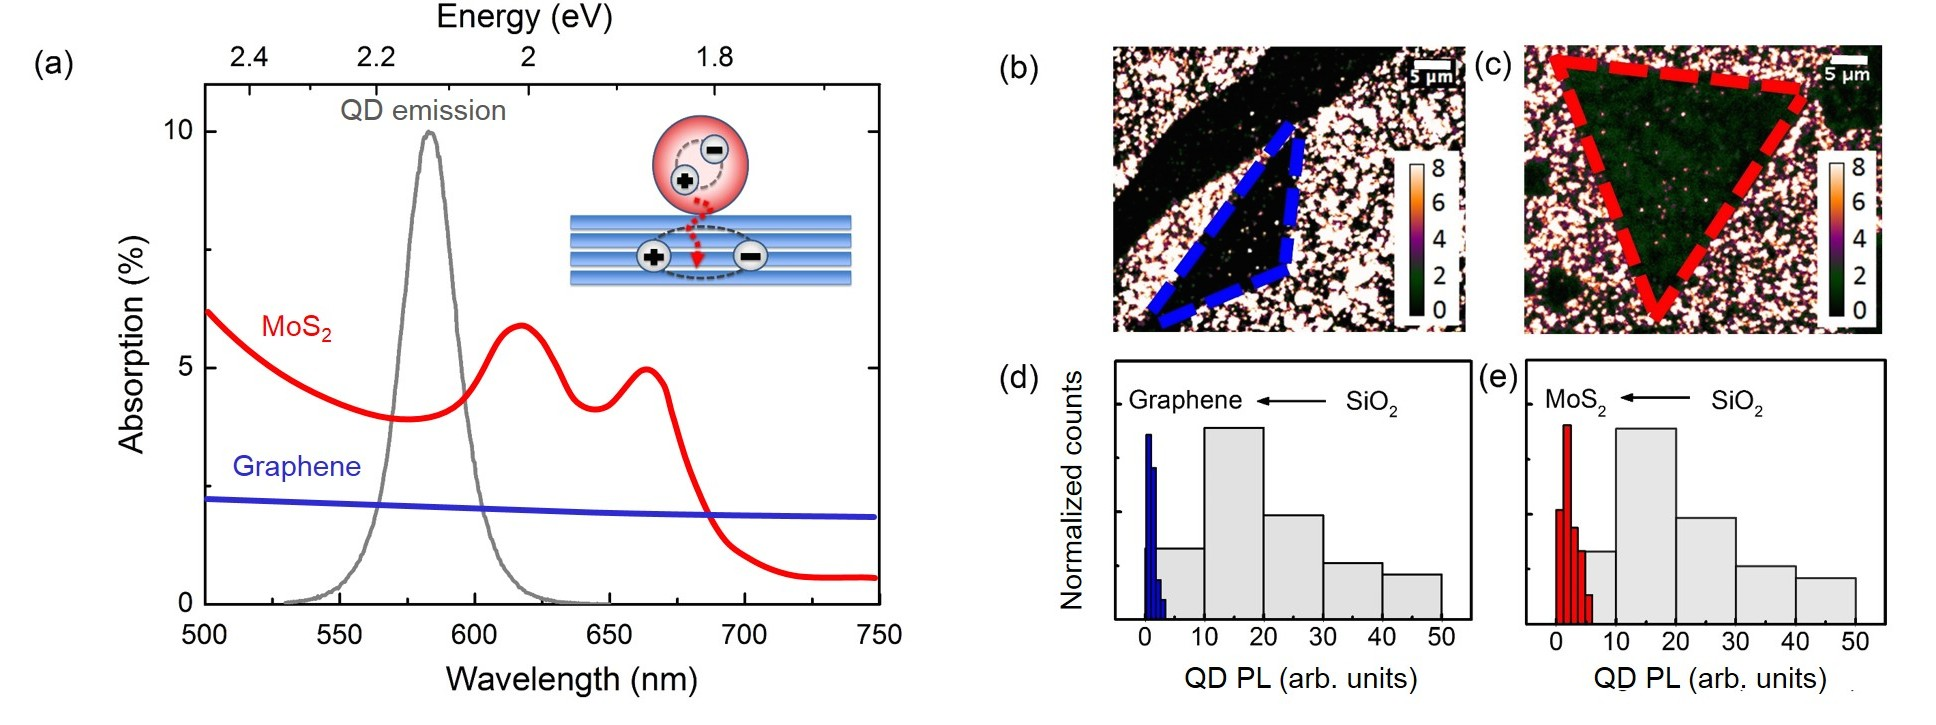 Energy (eV)
(a)
2.4 2.2 2 1.8
QD emission
10
5
0
Absorption (%)
MoS2
Graphene
500 550 600 650 700 750
Wavelength (nm)
(b)
5 μm
8
6
4
2
0
(c)
5 μm
8
6
4
2
0
(d)
Normalized counts
Graphene SiO2
0 10 20 30 40 50
QD PL (arb. units)
(e)
MoS2 SiO2
0 10 20 30 40 50
QD PL (arb. units)